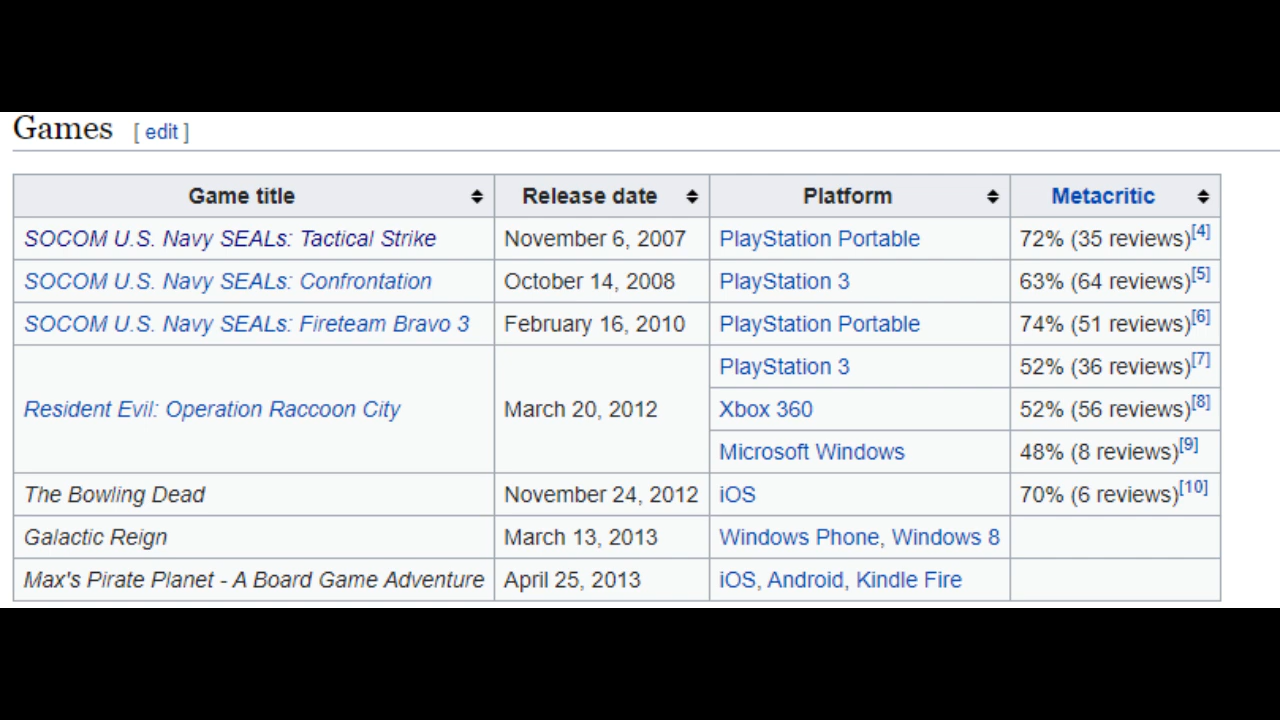 Games [ edit ]
Game title Release date Platform Metacritic
SOCOM U.S. Navy SEALs: Tactical Strike November 6, 2007 PlayStation Portable 72% (35 reviews)[4]
SOCOM U.S. Navy SEALs: Confrontation October 14, 2008 PlayStation 3 63% (64 reviews)[5]
SOCOM U.S. Navy SEALs: Fireteam Bravo 3 February 16, 2010 PlayStation Portable 74% (51 reviews)[6]
PlayStation 3 52% (36 reviews)[7]
Resident Evil: Operation Raccoon City March 20, 2012 Xbox 360 52% (56 reviews)[8]
Microsoft Windows 48% (8 reviews)[9]
The Bowling Dead November 24, 2012 iOS 70% (6 reviews)[10]
Galactic Reign March 13, 2013 Windows Phone, Windows 8
Max's Pirate Planet - A Board Game Adventure April 25, 2013 iOS, Android, Kindle Fire